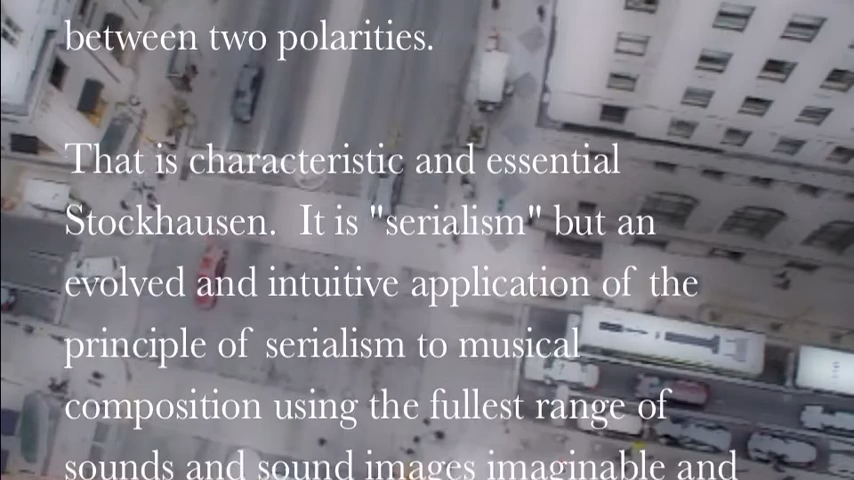 between two polarities.
That is characteristic and essential
Stockhausen.  It is "serialism" but an
evolved and intuitive application of the
principle of serialism to musical
composition using the fullest range of
sounds and sound images imaginable and